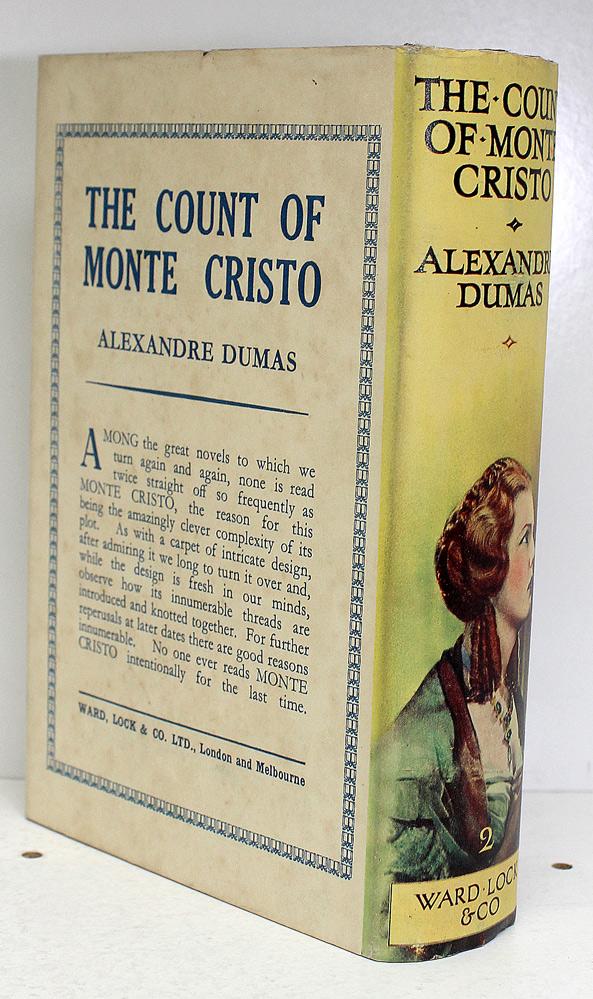 THE COUNT OF
MONTE CRISTO
ALEXANDRE DUMAS
AMONG the great novels to which we
turn again and again, none is read
twice straight off so frequently as
MONTE CRISTO, the reason for this
being the amazingly clever complexity of its
plot. As with a carpet of intricate design,
after admiring it we long to turn it over and,
while the design is fresh in our minds,
observe how its innumerable threads are
introduced and knotted together. For further
reperusals at later dates there are good reasons
innumerable. No one ever reads MONTE
CRISTO intentionally for the last time.
WARD, LOCK & CO. LTD., London and Melbourne
THE·COUN
OF·MONTE
CRISTO
ALEXANDR
DUMAS
2
WARD·LOCK
&CO